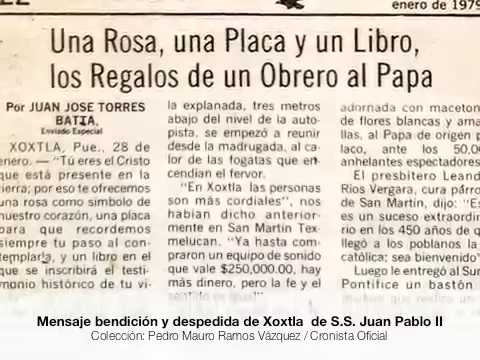 enero de 1979
Una Rosa, una Placa y un Libro,
los Regalos de un Obrero al Papa
Por JUAN JOSE TORRES
BATTA,
Enviado Especial
XOXTLA, Pue., 28 de
enero. — "Tú eres el Cristo
que está presente en la
tierra; por eso te ofrecemos
una rosa como símbolo de
nuestro corazón, una placa
para que recordemos
siempre tu paso al con-
templarla, y un libro en el
que se inscribirá el testi-
monio histórico de tu vi-
la explanada, tres metros
abajo del nivel de la auto-
pista, se empezó a reunir
desde la madrugada, al ca-
lor de las fogatas que en-
cendían el fervor.
"En Xoxtla las personas
son más cordiales", nos
habían dicho anterior-
mente en San Martín Tex-
melucan. "Ya hasta com-
praron un equipo de sonido
que vale $250,000.00, hay
más dinero, pero la fe y el
sentido es igual"
adornada con maceton
de flores blancas y ama
llas, al Papa de origen p
laco, ante los 50,0
anhelantes espectadores
El presbítero Leand
Ríos Vergara, cura párro
de San Martín, dijo: "Es
es un suceso extraordin
rio en los 450 años de q
llegó a los poblanos la
católica; sea bienvenido"
Luego le entregó al Su
Pontífice un bastón
Mensaje bendición y despedida de Xoxtla de S.S. Juan Pablo II
Colección: Pedro Mauro Ramos Vázquez / Cronista Oficial